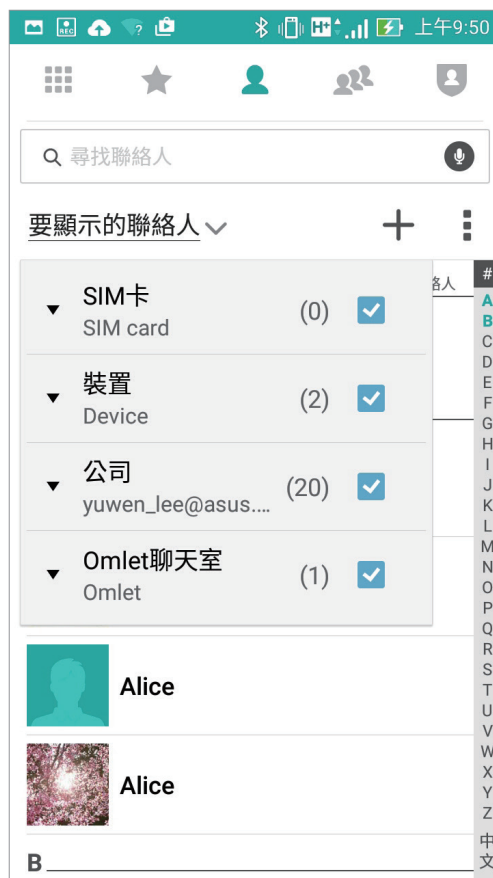 REC ? H+ 上午9:50
尋找聯絡人
要顯示的聯絡人
絡人
SIM卡
SIM card
(0)
裝置
Device
(2)
公司
yuwen_lee@asus....
(20)
Omlet聊天室
Omlet
(1)
Alice
Alice
B
#
A
B
C
D
E
F
G
H
I
J
K
L
M
N
O
P
Q
R
S
T
U
V
W
X
Y
Z
中
文